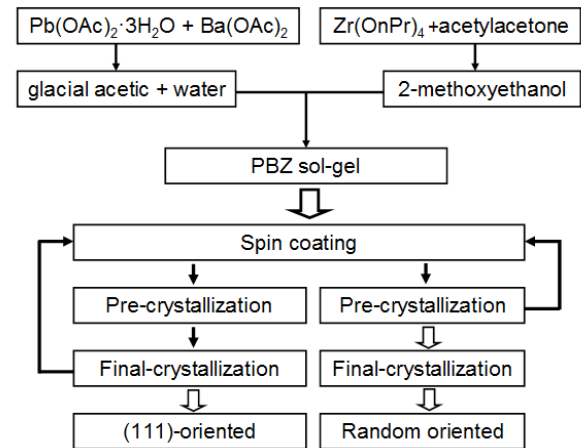 Pb(OAc)₂·3H₂O + Ba(OAc)₂
Zr(OnPr)₄+acetylacetone
glacial acetic + water
2-methoxyethanol
PBZ sol-gel
Spin coating
Pre-crystallization
Pre-crystallization
Final-crystallization
Final-crystallization
(111)-oriented
Random oriented